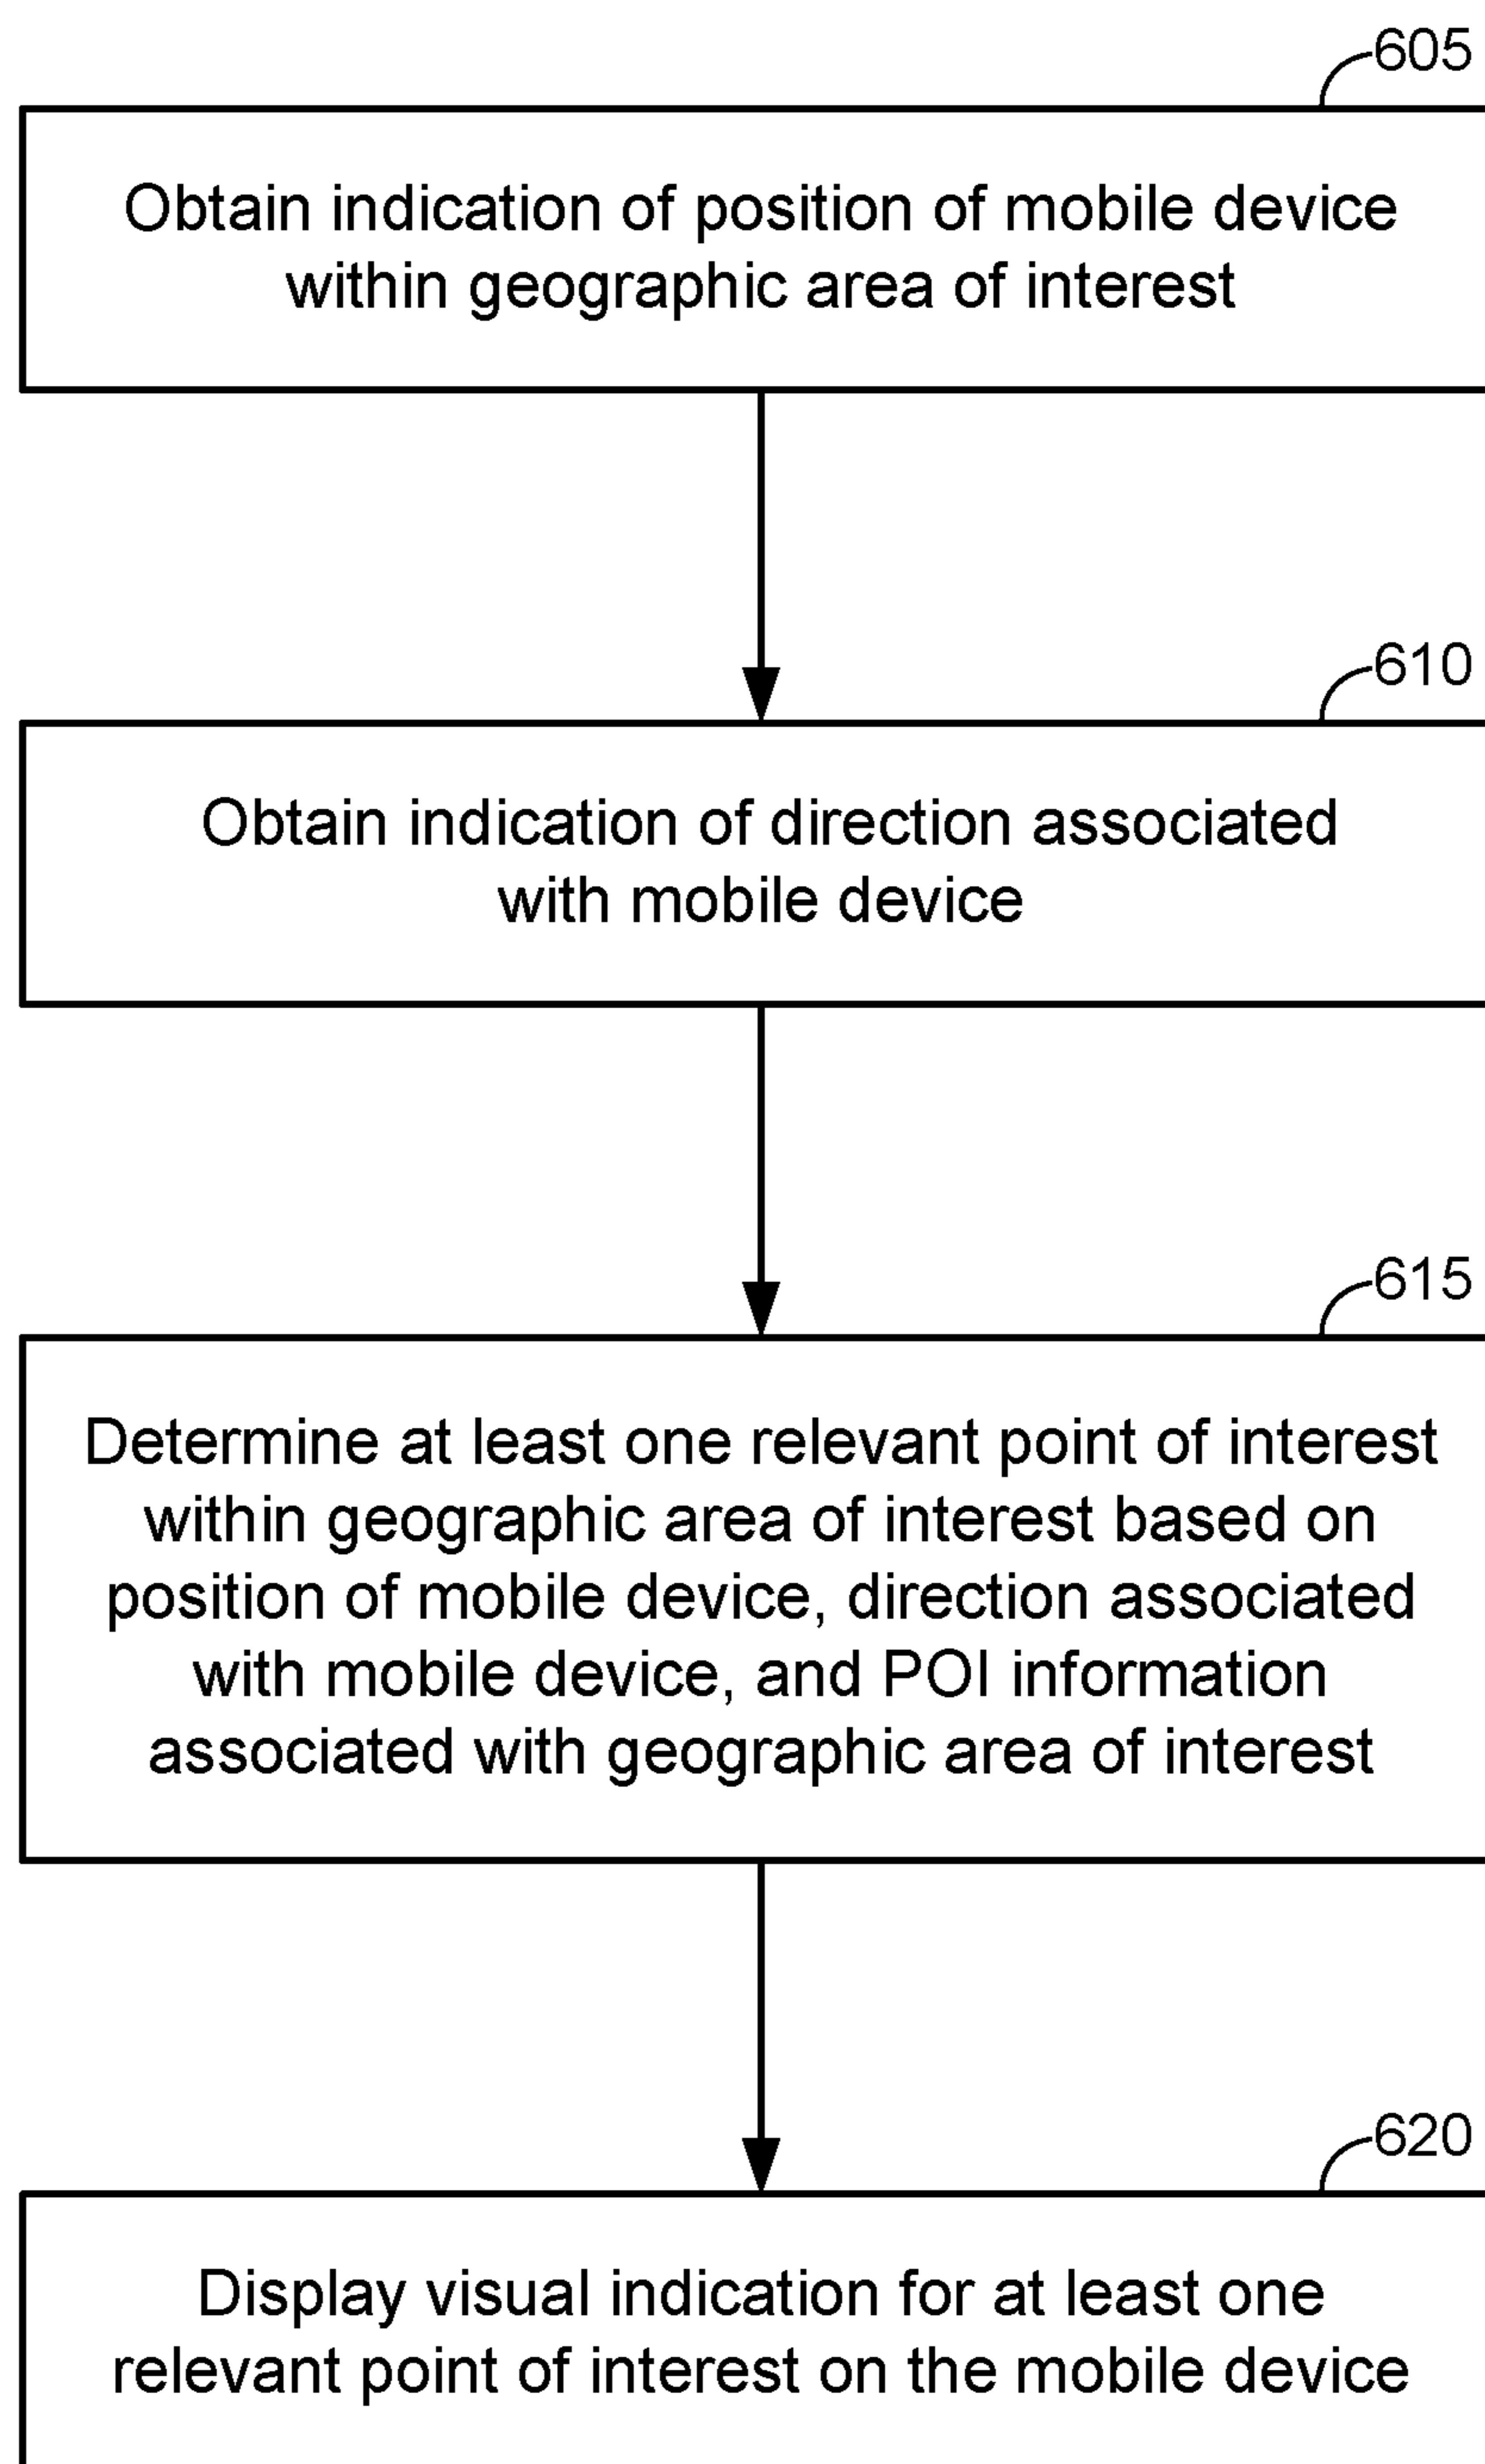 605
Obtain indication of position of mobile device
within geographic area of interest
610
Obtain indication of direction associated
with mobile device
615
Determine at least one relevant point of interest
within geographic area of interest based on
position of mobile device, direction associated
with mobile device, and POI information
associated with geographic area of interest
620
Display visual indication for at least one
relevant point of interest on the mobile device